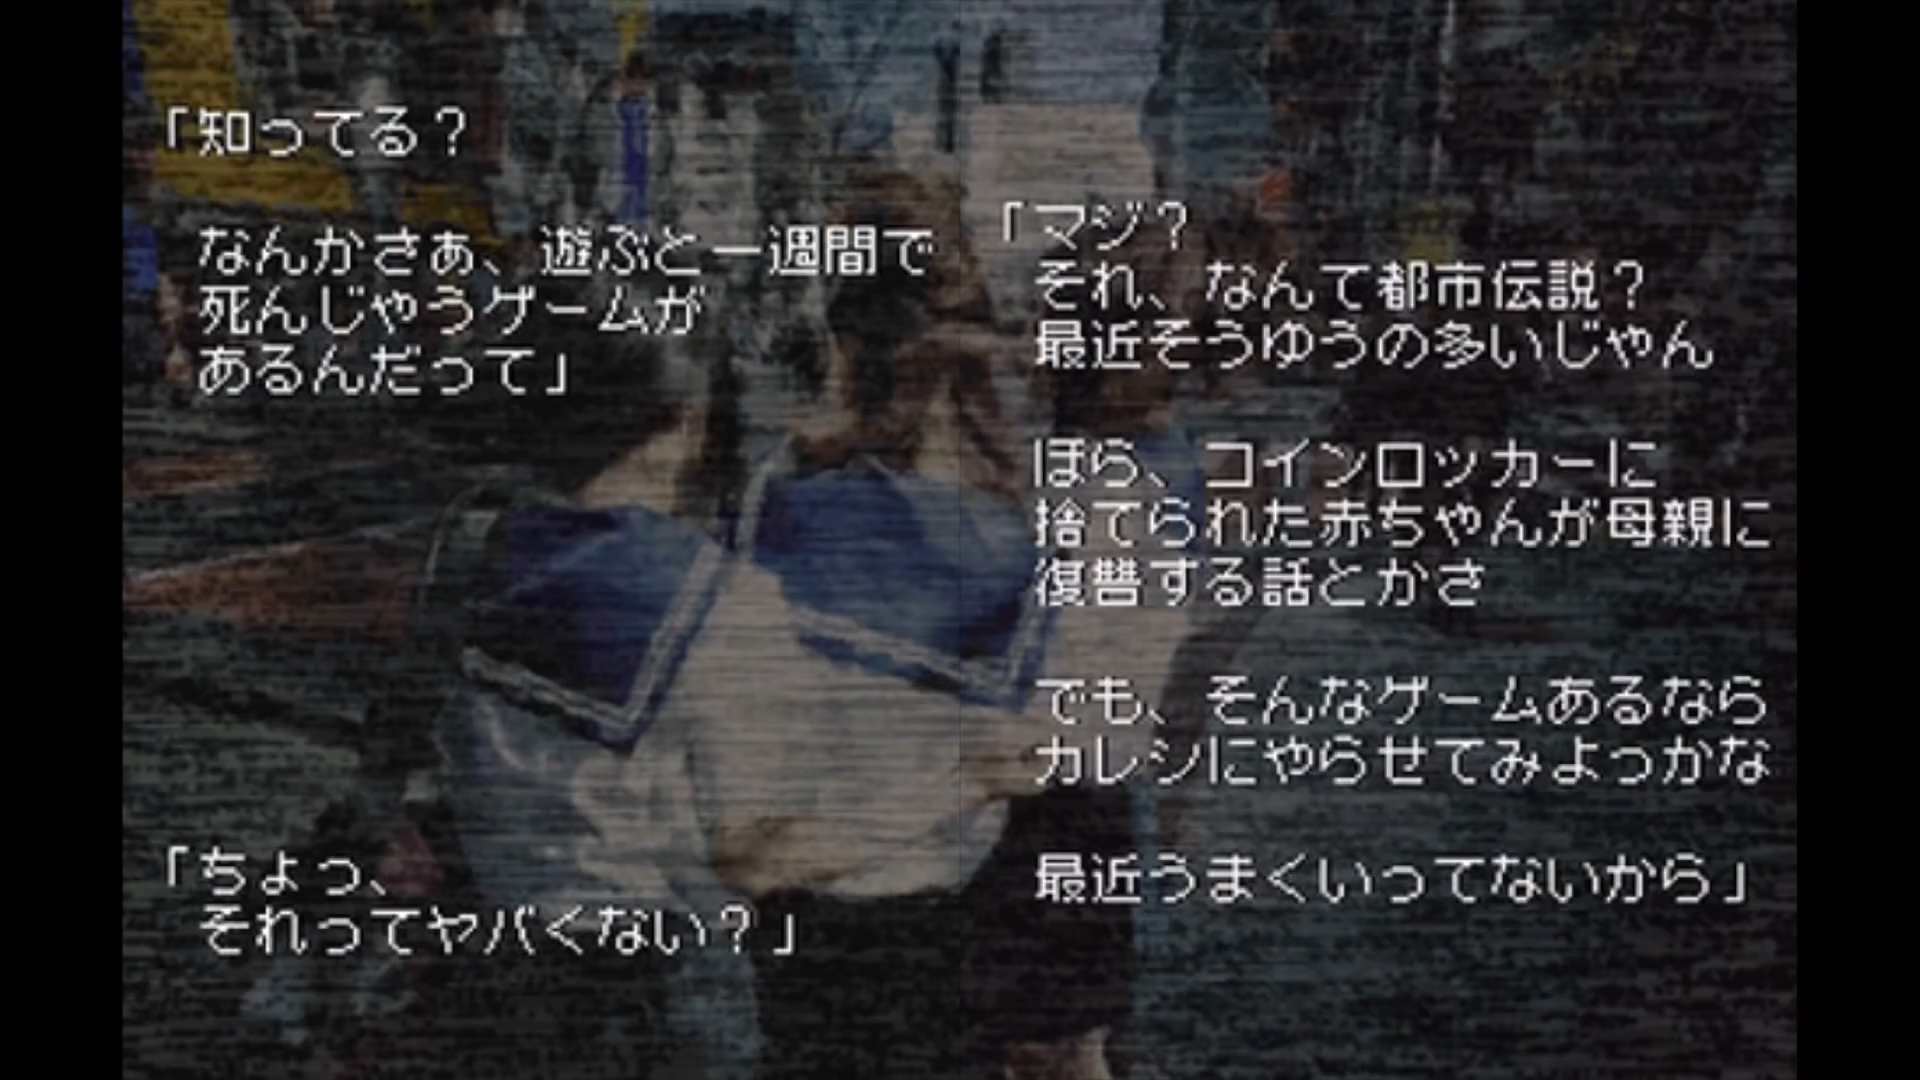 「知ってる？
なんかさぁ、遊ぶと一週間で
死んじゃうゲームが
あるんだって」
「マジ？
それ、なんて都市伝説？
最近そうゆうの多いじゃん
ほら、コインロッカーに
捨てられた赤ちゃんが母親に
復讐する話とかさ
でも、そんなゲームあるなら
カレシにやらせてみよっかな
最近うまくいってないから」
「ちょっ、
それってヤバくない？」